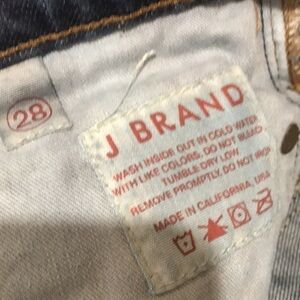 28
J BRAND
WASH INSIDE OUT IN COLD WATER
WITH LIKE COLORS. DO NOT BLEACH
TUMBLE DRY LOW
REMOVE PROMPTLY. DO NOT IRON
MADE IN CALIFORNIA, USA